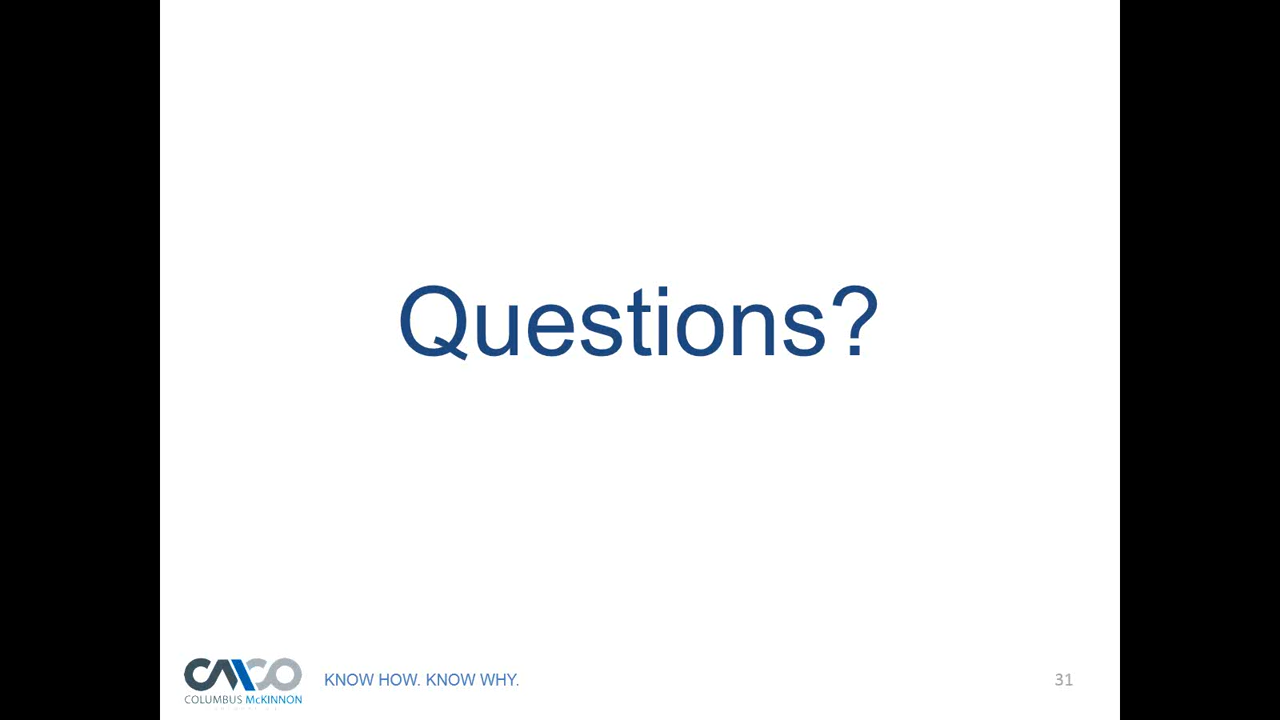 Questions?
CMCO
COLUMBUS McKINNON
KNOW HOW. KNOW WHY.
31